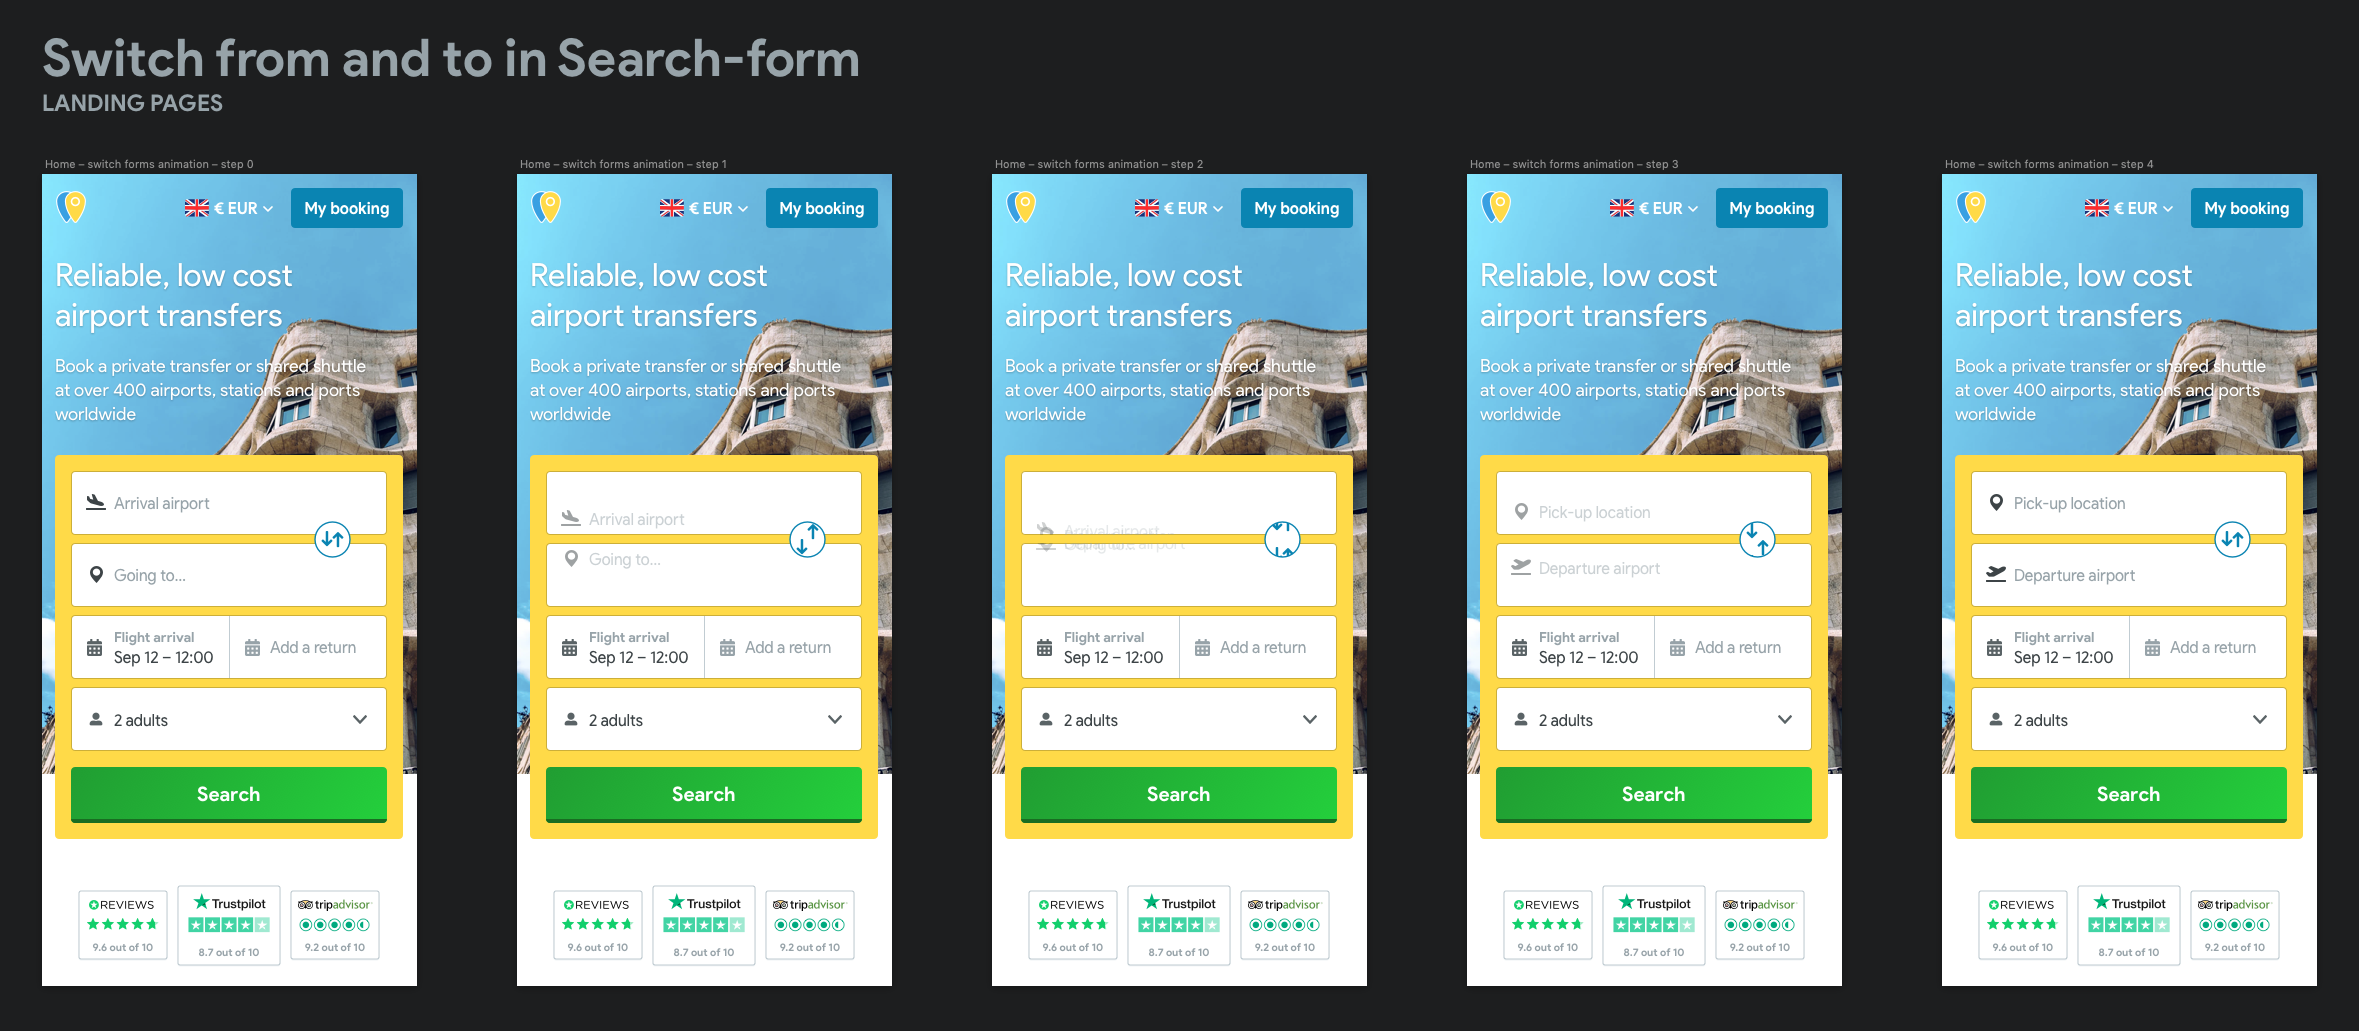 Switch from and to in Search-form
LANDING PAGES
Home – switch forms animation – step 0
€ EUR
My booking
Reliable, low cost
airport transfers
Book a private transfer or shared shuttle
at over 400 airports, stations and ports
worldwide
Arrival airport
Going to...
Flight arrival
Sep 12 – 12:00
Add a return
2 adults
Search
REVIEWS
9.6 out of 10
Trustpilot
8.7 out of 10
tripadvisor
9.2 out of 10
Home – switch forms animation – step 1
€ EUR
My booking
Reliable, low cost
airport transfers
Book a private transfer or shared shuttle
at over 400 airports, stations and ports
worldwide
Arrival airport
Going to...
Flight arrival
Sep 12 – 12:00
Add a return
2 adults
Search
REVIEWS
9.6 out of 10
Trustpilot
8.7 out of 10
tripadvisor
9.2 out of 10
Home – switch forms animation – step 2
€ EUR
My booking
Reliable, low cost
airport transfers
Book a private transfer or shared shuttle
at over 400 airports, stations and ports
worldwide
Arrival airport
Flight arrival
Sep 12 – 12:00
Add a return
2 adults
Search
REVIEWS
9.6 out of 10
Trustpilot
8.7 out of 10
tripadvisor
9.2 out of 10
Home – switch forms animation – step 3
€ EUR
My booking
Reliable, low cost
airport transfers
Book a private transfer or shared shuttle
at over 400 airports, stations and ports
worldwide
Pick-up location
Departure airport
Flight arrival
Sep 12 – 12:00
Add a return
2 adults
Search
REVIEWS
9.6 out of 10
Trustpilot
8.7 out of 10
tripadvisor
9.2 out of 10
Home – switch forms animation – step 4
€ EUR
My booking
Reliable, low cost
airport transfers
Book a private transfer or shared shuttle
at over 400 airports, stations and ports
worldwide
Pick-up location
Departure airport
Flight arrival
Sep 12 – 12:00
Add a return
2 adults
Search
REVIEWS
9.6 out of 10
Trustpilot
8.7 out of 10
tripadvisor
9.2 out of 10